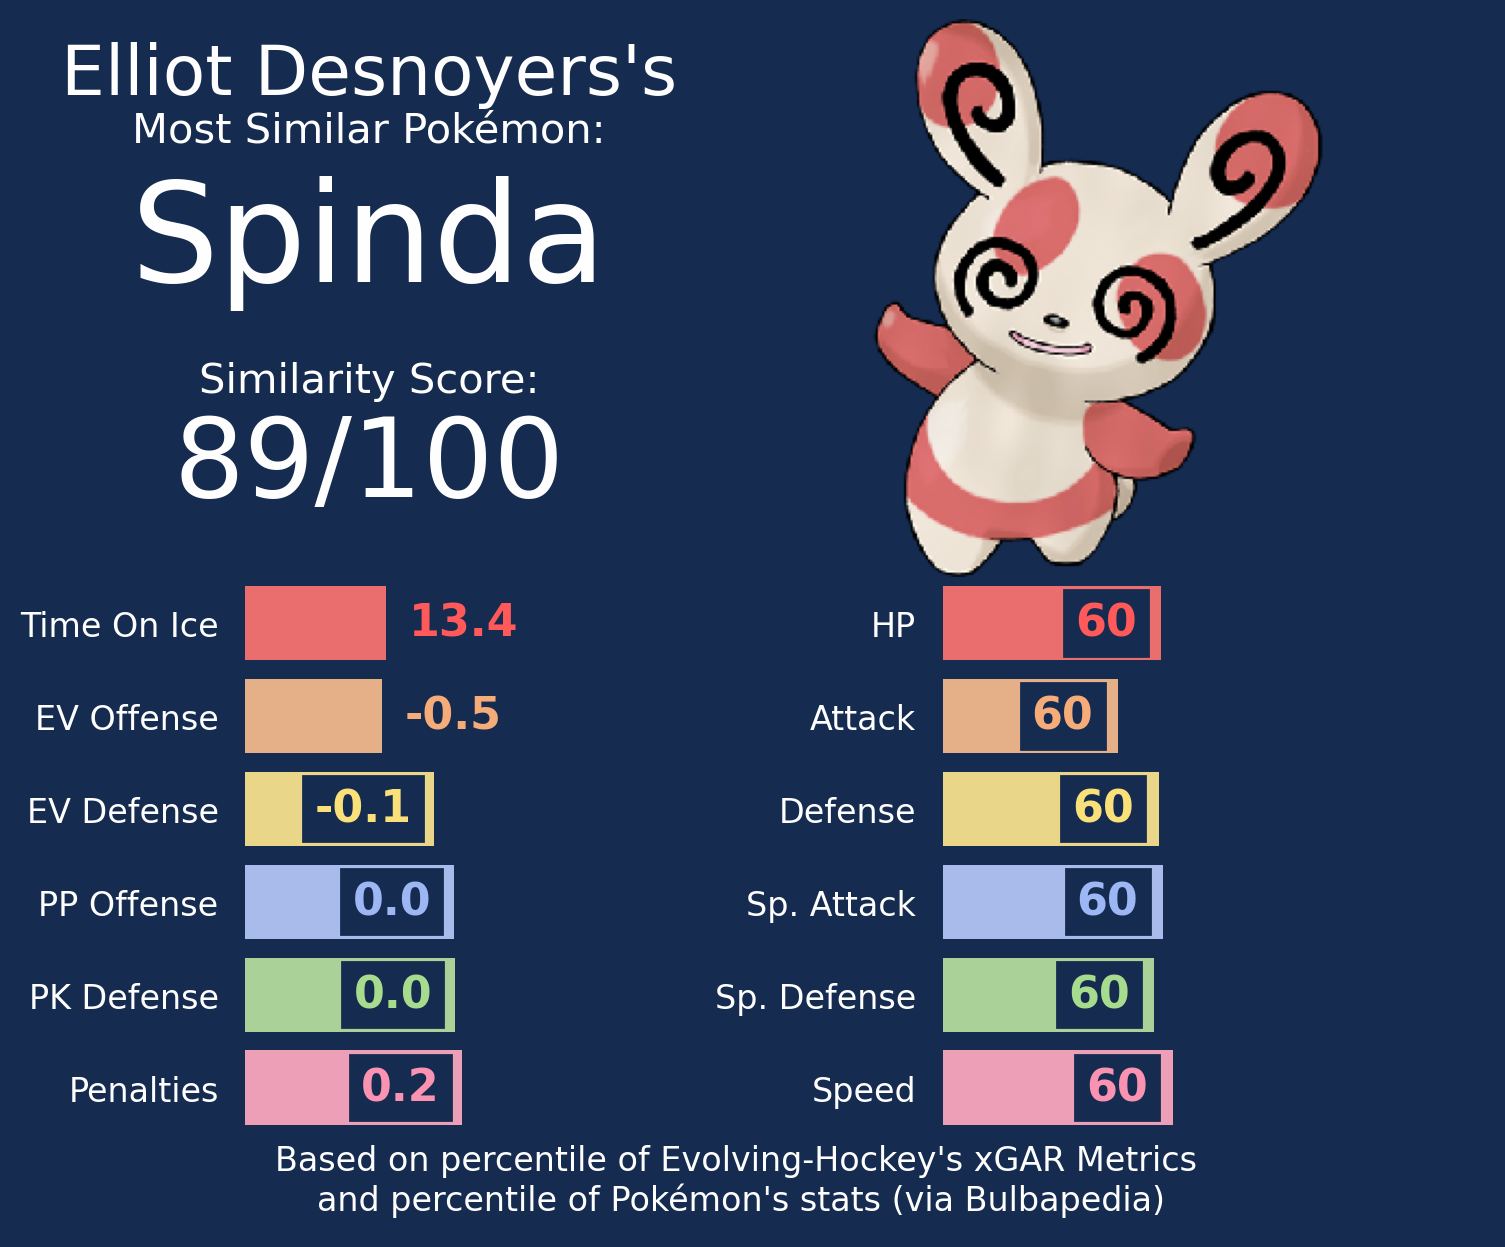 Elliot Desnoyers's
Most Similar Pokémon:
Spinda
Similarity Score:
89/100
Time On Ice 13.4
EV Offense -0.5
EV Defense -0.1
PP Offense 0.0
PK Defense 0.0
Penalties 0.2
HP 60
Attack 60
Defense 60
Sp. Attack 60
Sp. Defense 60
Speed 60
Based on percentile of Evolving-Hockey's xGAR Metrics
and percentile of Pokémon's stats (via Bulbapedia)